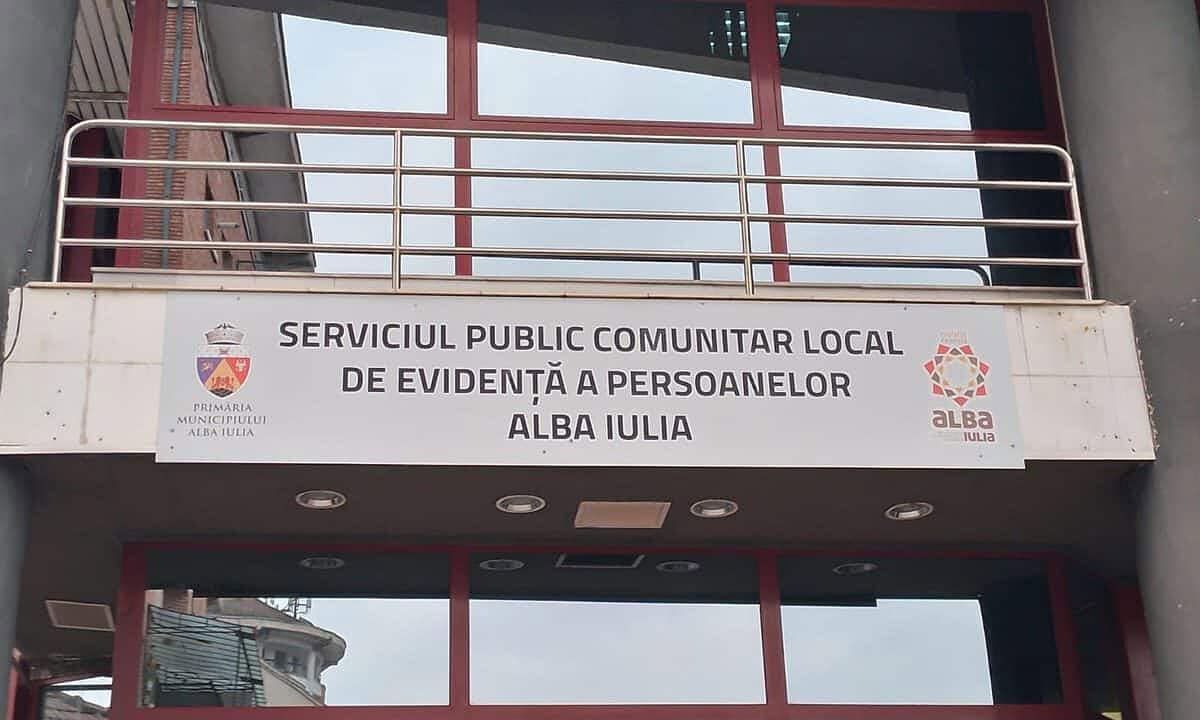 SERVICIUL PUBLIC COMUNITAR LOCAL
DE EVIDENȚĂ A PERSOANELOR
ALBA IULIA
PRIMĂRIA
MUNICIPIULUI
ALBA IULIA
ALBA
IULIA